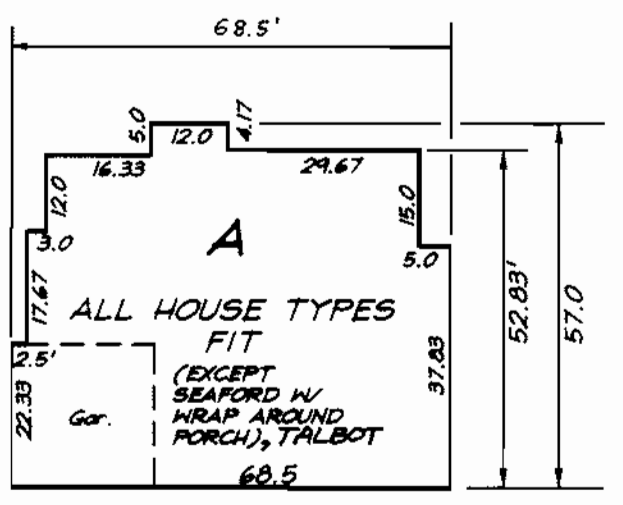 68.5'
5.0
12.0
4.17
16.33
29.67
12.0
15.0
3.0
A
5.0
17.67
ALL HOUSE TYPES
FIT
52.83'
57.0
2.5'
(EXCEPT
SEAFORD W/
WRAP AROUND
PORCH), TALBOT
37.83
22.33
Gar.
68.5